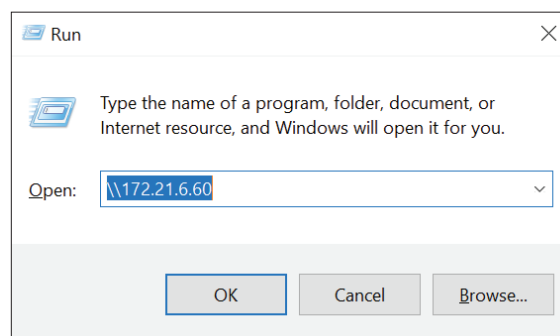 Run
Type the name of a program, folder, document, or
Internet resource, and Windows will open it for you.
Open: \\172.21.6.60
OK Cancel Browse...